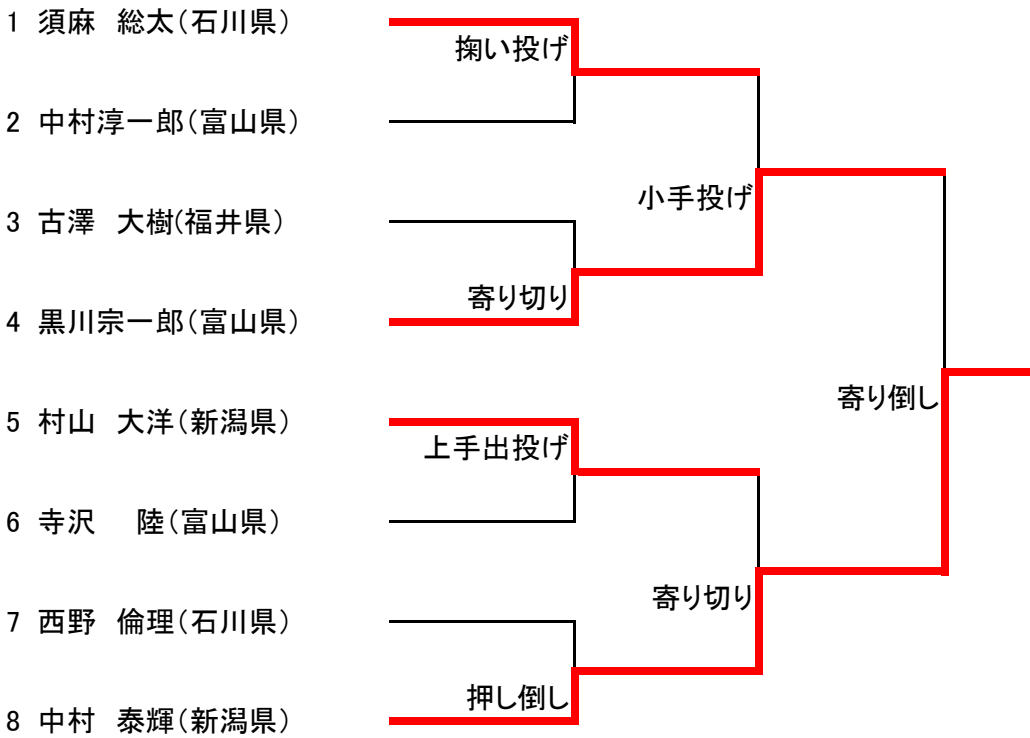 1 須麻 総太(石川県)
掬い投げ
2 中村淳一郎(富山県)
小手投げ
3 古澤 大樹(福井県)
寄り切り
4 黒川宗一郎(富山県)
寄り倒し
5 村山 大洋(新潟県)
上手出投げ
6 寺沢 陸(富山県)
寄り切り
7 西野 倫理(石川県)
押し倒し
8 中村 泰輝(新潟県)